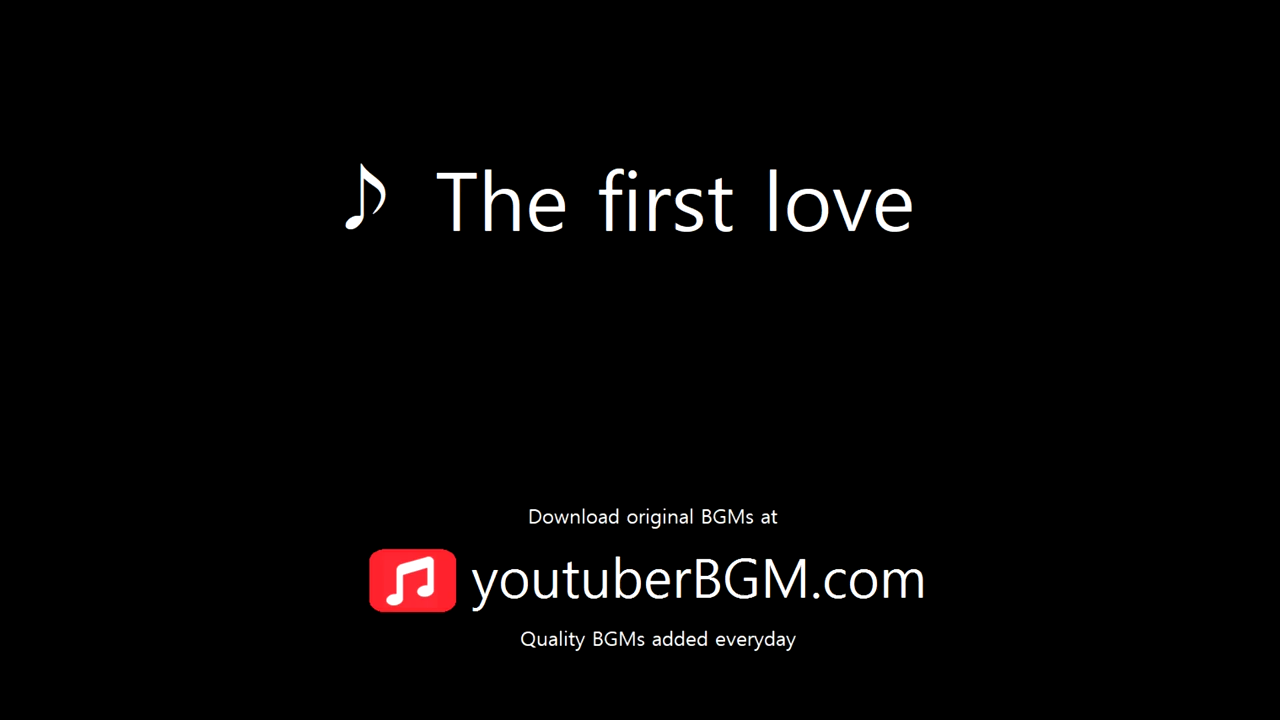 ♪ The first love
Download original BGMs at
youtuberBGM.com
Quality BGMs added everyday